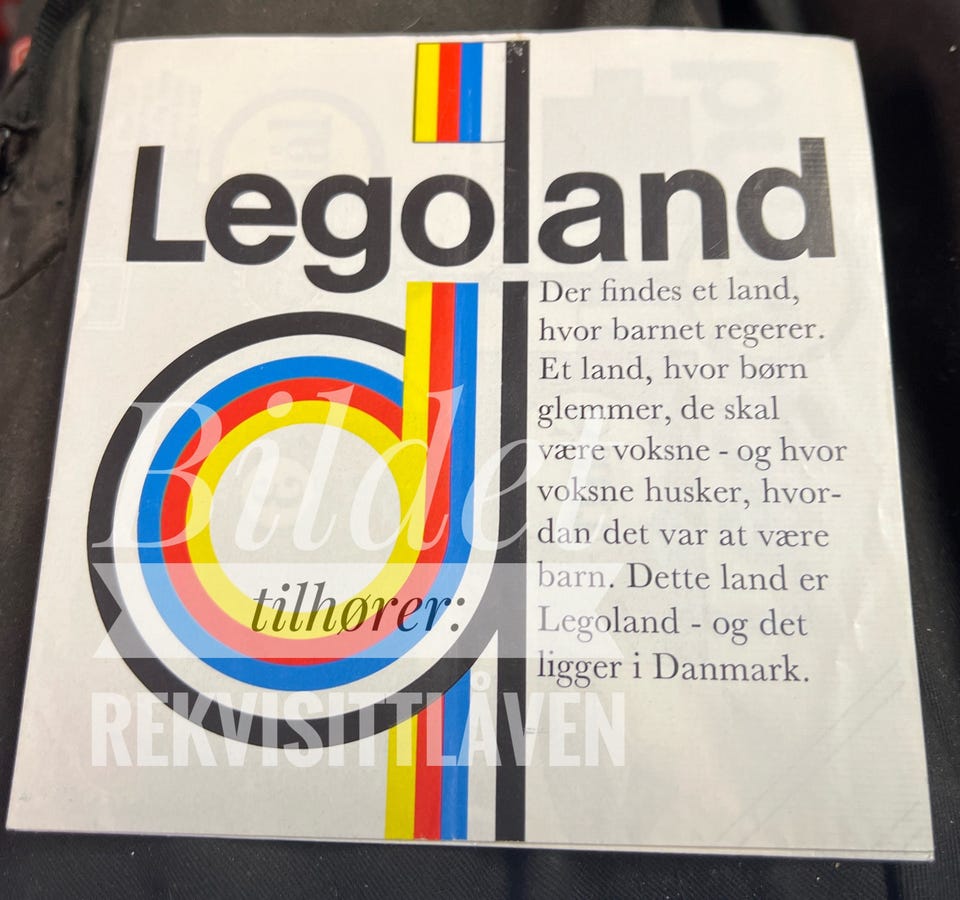 Legoland
Der findes et land,
hvor barnet regerer.
Et land, hvor børn
glemmer, de skal
være voksne - og hvor
voksne husker, hvor-
dan det var at være
barn. Dette land er
Legoland - og det
ligger i Danmark.
Bildet
tilhører:
REKVISITTLÅVEN